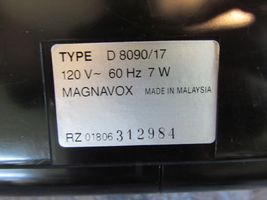 TYPE D 8090/17
120 V~ 60 Hz 7 W
MAGNAVOX MADE IN MALAYSIA
RZ 01806 312984